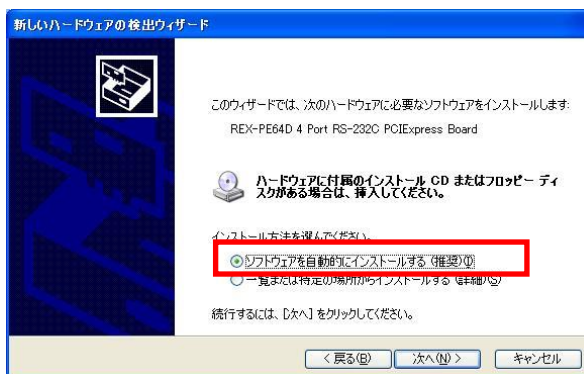 新しいハードウェアの検出ウィザード
このウィザードでは、次のハードウェアに必要なソフトウェアをインストールします:
REX-PE64D 4 Port RS-232C PCIExpress Board
ハードウェアに付属のインストール CD またはフロッピー ディ
スクがある場合は、挿入してください。
インストール方法を選んでください。
ソフトウェアを自動的にインストールする (推奨)(I)
一覧または特定の場所からインストールする (詳細)(S)
続行するには、[次へ] をクリックしてください。
< 戻る(B)
次へ(N) >
キャンセル